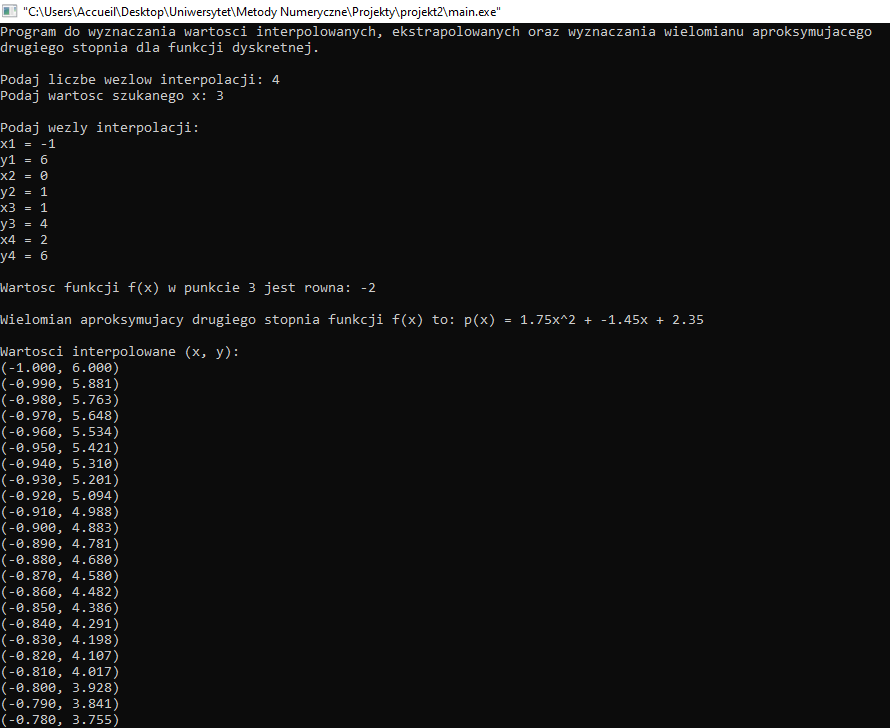 "C:\Users\Accueil\Desktop\Uniwersytet\Metody Numeryczne\Projekty\projekt2\main.exe"
Program do wyznaczania wartosci interpolowanych, ekstrapolowanych oraz wyznaczania wielomianu aproksymujacego
drugiego stopnia dla funkcji dyskretnej.
Podaj liczbe wezlow interpolacji: 4
Podaj wartosc szukanego x: 3
Podaj wezly interpolacji:
x1 = -1
y1 = 6
x2 = 0
y2 = 1
x3 = 1
y3 = 4
x4 = 2
y4 = 6
Wartosc funkcji f(x) w punkcie 3 jest rowna: -2
Wielomian aproksymujacy drugiego stopnia funkcji f(x) to: p(x) = 1.75x^2 + -1.45x + 2.35
Wartosci interpolowane (x, y):
(-1.000, 6.000)
(-0.990, 5.881)
(-0.980, 5.763)
(-0.970, 5.648)
(-0.960, 5.534)
(-0.950, 5.421)
(-0.940, 5.310)
(-0.930, 5.201)
(-0.920, 5.094)
(-0.910, 4.988)
(-0.900, 4.883)
(-0.890, 4.781)
(-0.880, 4.680)
(-0.870, 4.580)
(-0.860, 4.482)
(-0.850, 4.386)
(-0.840, 4.291)
(-0.830, 4.198)
(-0.820, 4.107)
(-0.810, 4.017)
(-0.800, 3.928)
(-0.790, 3.841)
(-0.780, 3.755)